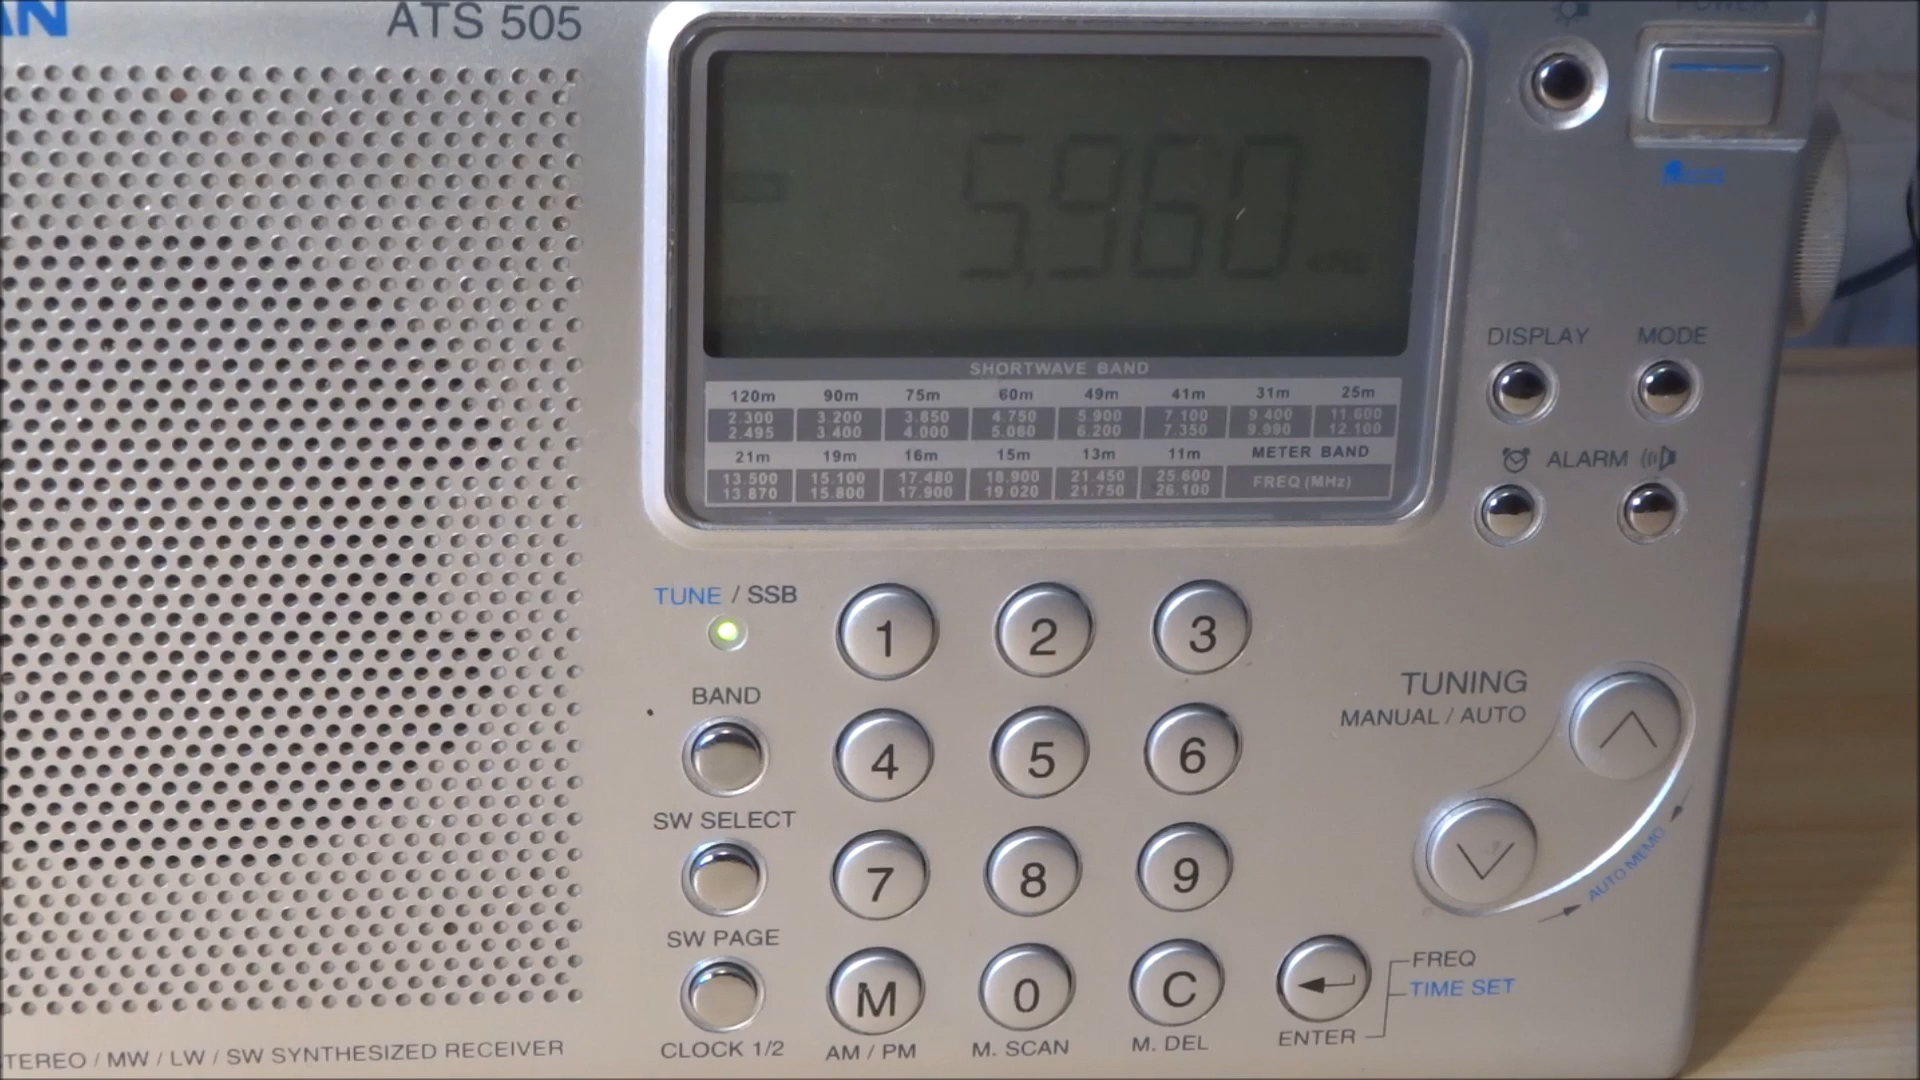 AN
ATS 505
POWER
5.960
SHORTWAVE BAND
120m 90m 75m 60m 49m 41m 31m 25m
2.300 3.200 3.850 4.750 5.900 7.100 9.400 11.600
2.495 3.400 4.000 5.060 6.200 7.350 9.990 12.100
21m 19m 16m 15m 13m 11m METER BAND
13.500 15.100 17.480 18.900 21.450 25.600 FREQ (MHz)
13.870 15.800 17.900 19.020 21.750 26.100
DISPLAY MODE
ALARM
TUNE / SSB
1 2 3
BAND
4 5 6
TUNING
MANUAL / AUTO
SW SELECT
7 8 9
AUTO MEMO
SW PAGE
M 0 C
FREQ
TIME SET
CLOCK 1/2 AM / PM M. SCAN M. DEL ENTER
TEREO / MW / LW / SW SYNTHESIZED RECEIVER